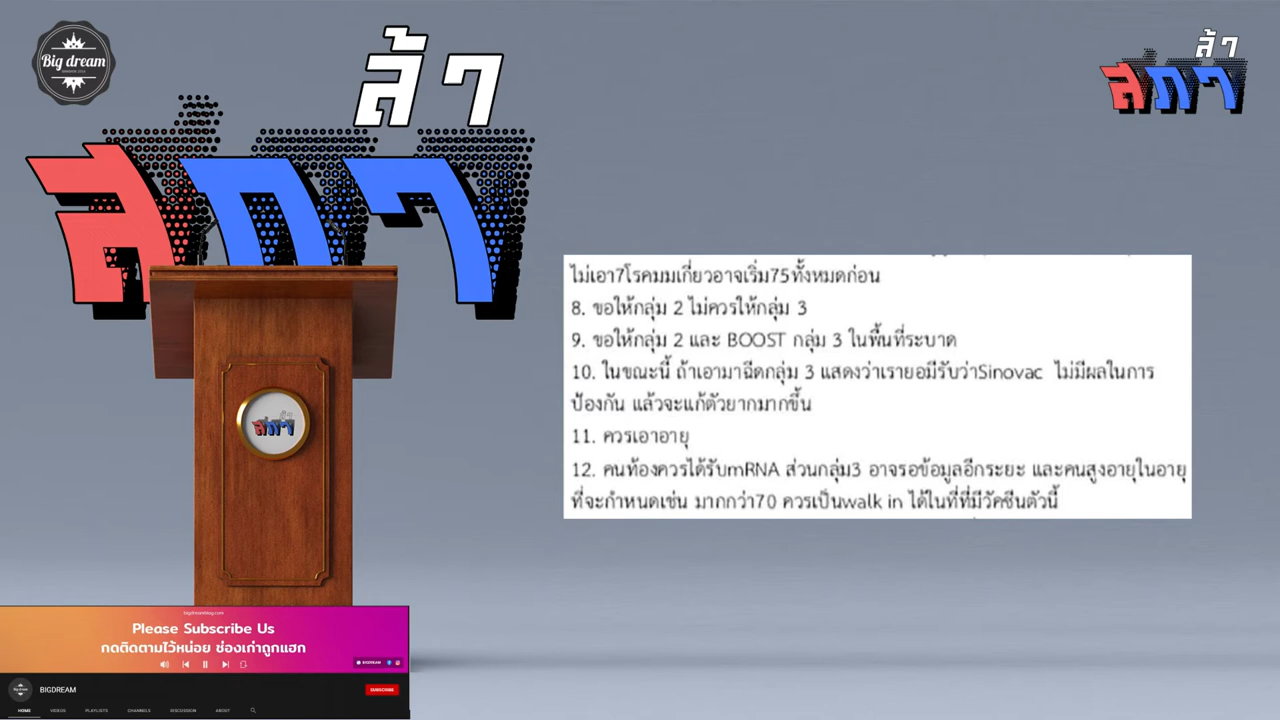 Big dream
ล้า
สภา
ล้า
สภา
ไม่เอา7โรคมมเกี่ยวอาจเริ่ม75ทั้งหมดก่อน
8. ขอให้กลุ่ม 2 ไม่ควรให้กลุ่ม 3
9. ขอให้กลุ่ม 2 และ BOOST กลุ่ม 3 ในพื้นที่ระบาด
10. ในขณะนี้ ถ้าเอามาฉีดกลุ่ม 3 แสดงว่าเรายอมีรับว่าSinovac ไม่มีผลในการ
ป้องกัน แล้วจะแก้ตัวยากมากขึ้น
11. ควรเอาอายุ
12. คนท้องควรได้รับmRNA ส่วนกลุ่ม3 อาจรอข้อมูลอีกระยะ และคนสูงอายุในอายุ
ที่จะกำหนดเช่น มากกว่า70 ควรเป็นwalk in ได้ในที่ที่มีวัคซีนตัวนี้
ล้า
สภา
Please Subscribe Us
กดติดตามไว้หน่อย ช่องเก่าถูกแฮก
BIGDREAM
BIGDREAM
SUBSCRIBE
HOME VIDEOS PLAYLISTS CHANNELS DISCUSSION ABOUT